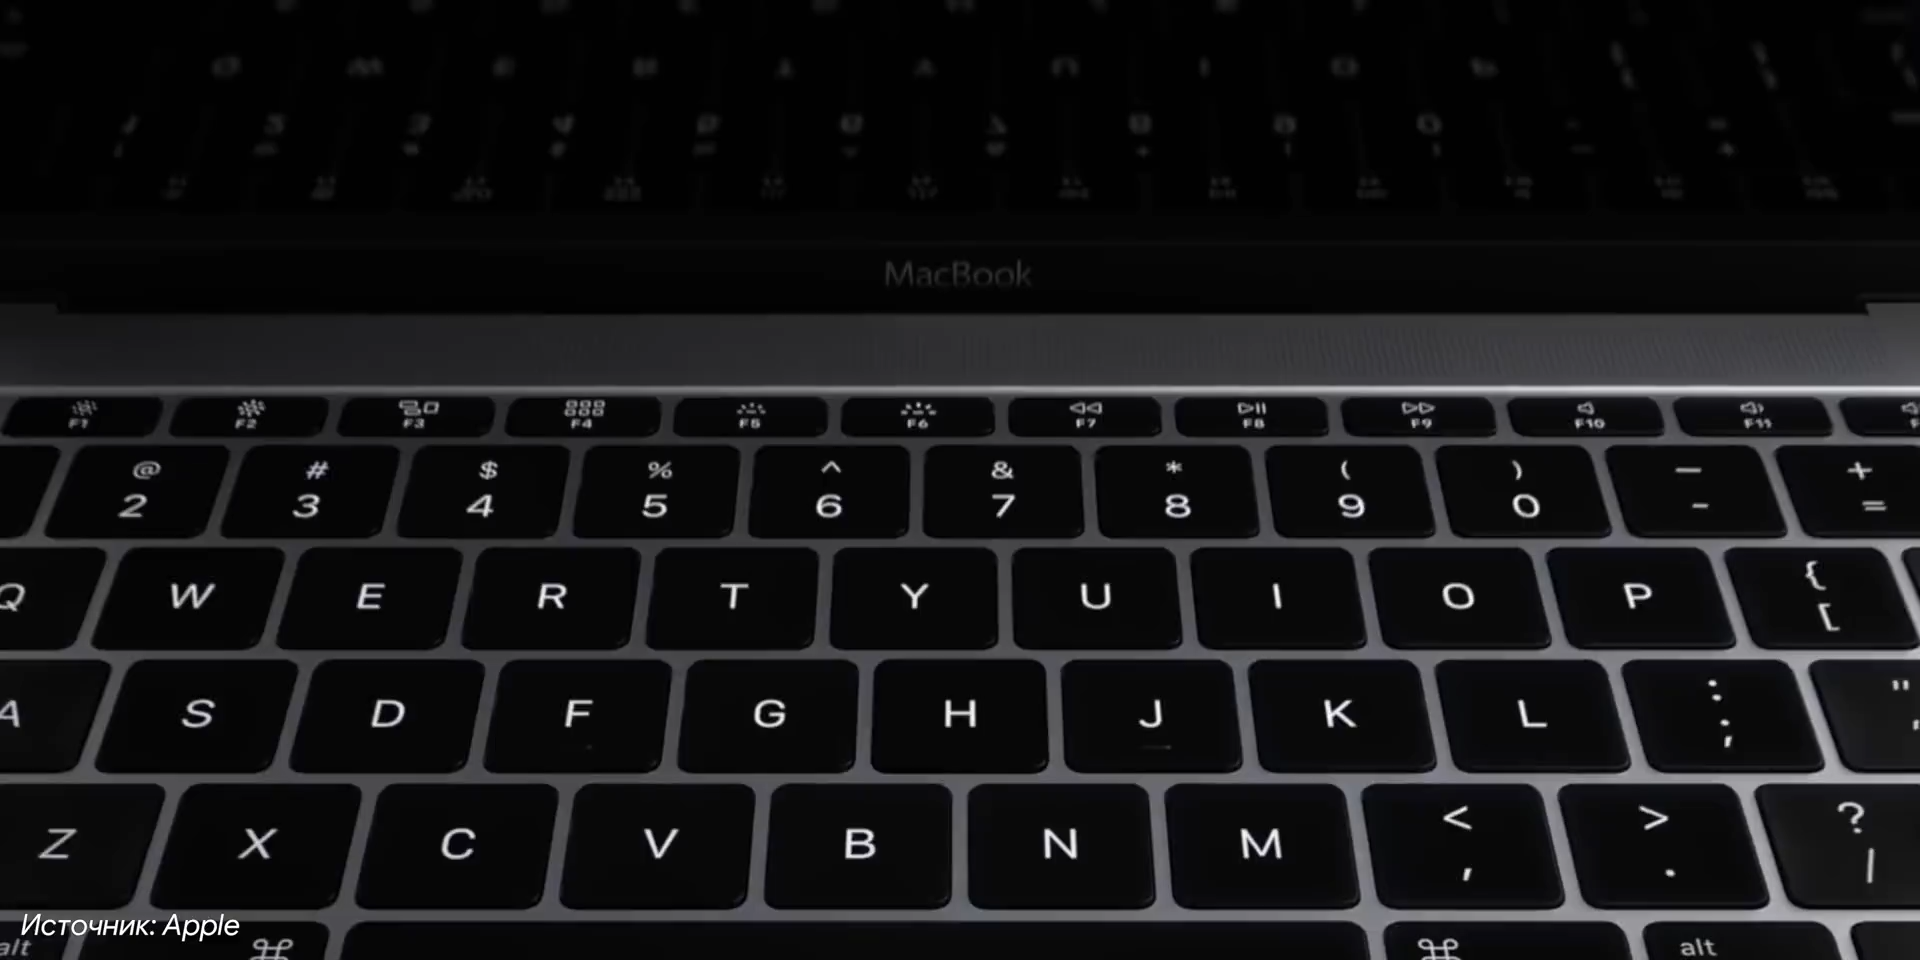 MacBook
F1 F2 F3 F4 F5 F6 F7 F8 F9 F10 F11
@ # $ % ^ & * ( ) — +
2 3 4 5 6 7 8 9 0 - =
Q W E R T Y U I O P { [
A S D F G H J K L : ; "
Z X C V B N M < , > . ? /
Источник: Apple
alt ⌘ ⌘ alt